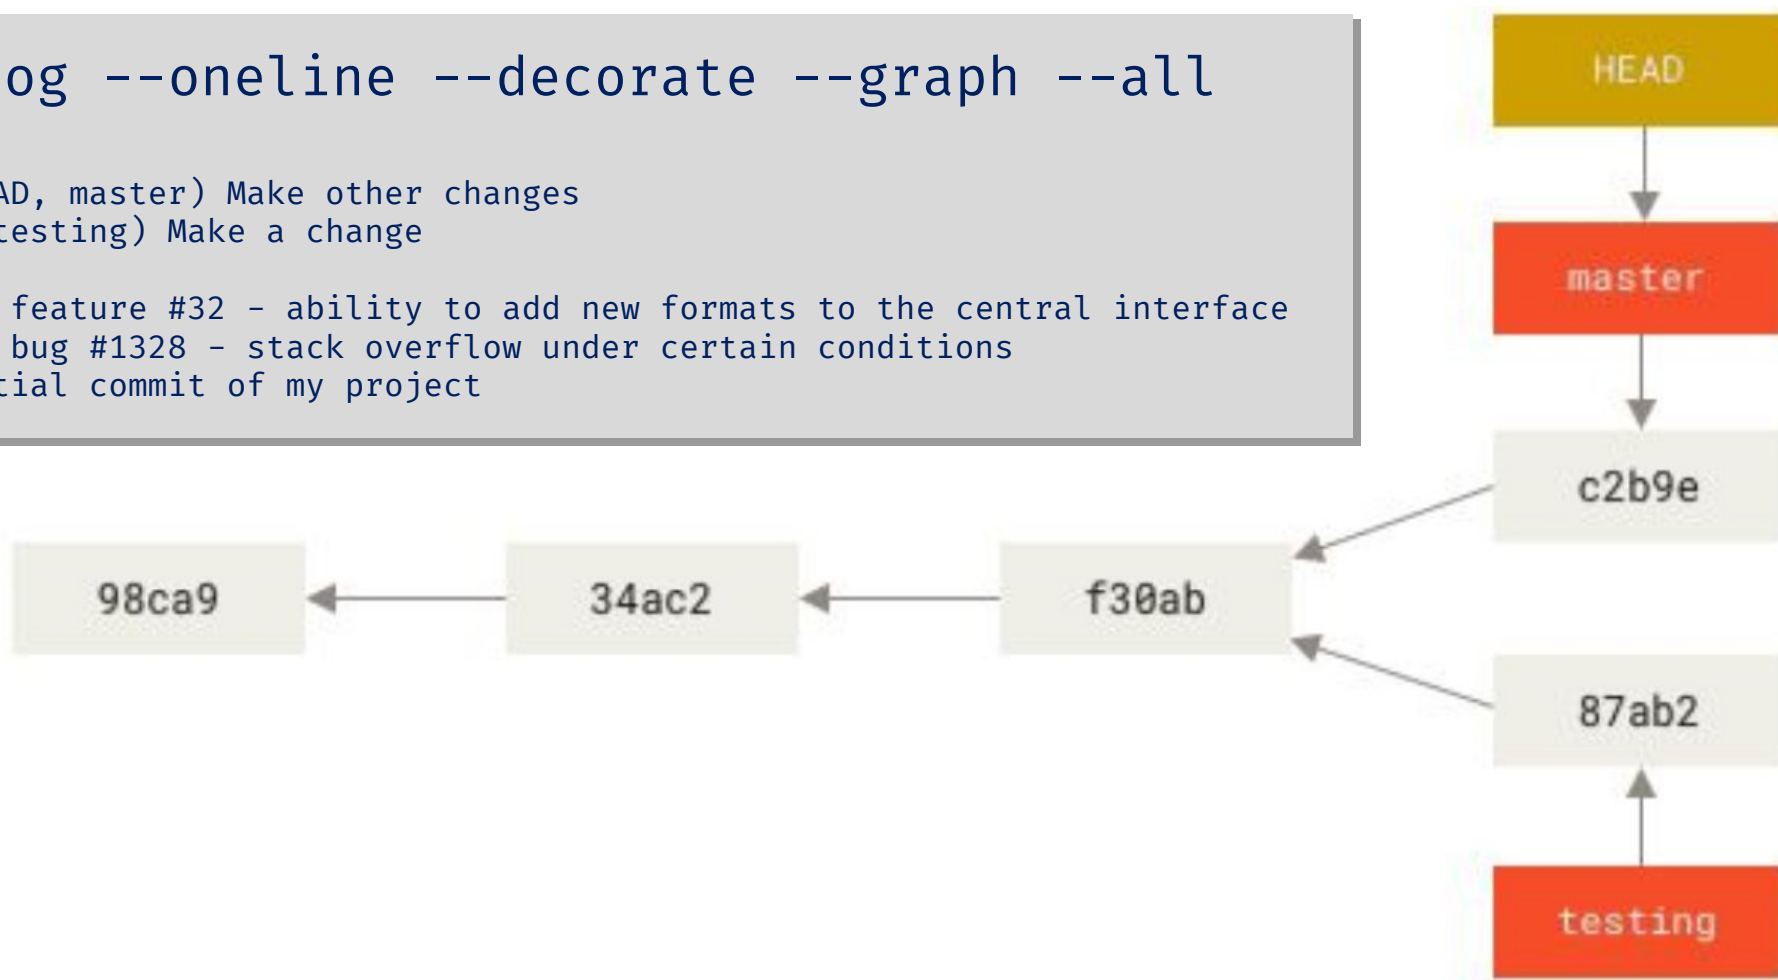 og --oneline --decorate --graph --all
AD, master) Make other changes
testing) Make a change
feature #32 - ability to add new formats to the central interface
bug #1328 - stack overflow under certain conditions
tial commit of my project
HEAD
master
c2b9e
98ca9
34ac2
f30ab
87ab2
testing